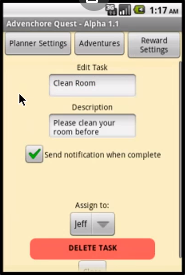 1:17 AM
Advenchore Quest - Alpha 1.1
Planner Settings
Adventures
Reward
Settings
Edit Task
Clean Room
Description
Please clean your
room before
Send notification when complete
Assign to:
Jeff
DELETE TASK